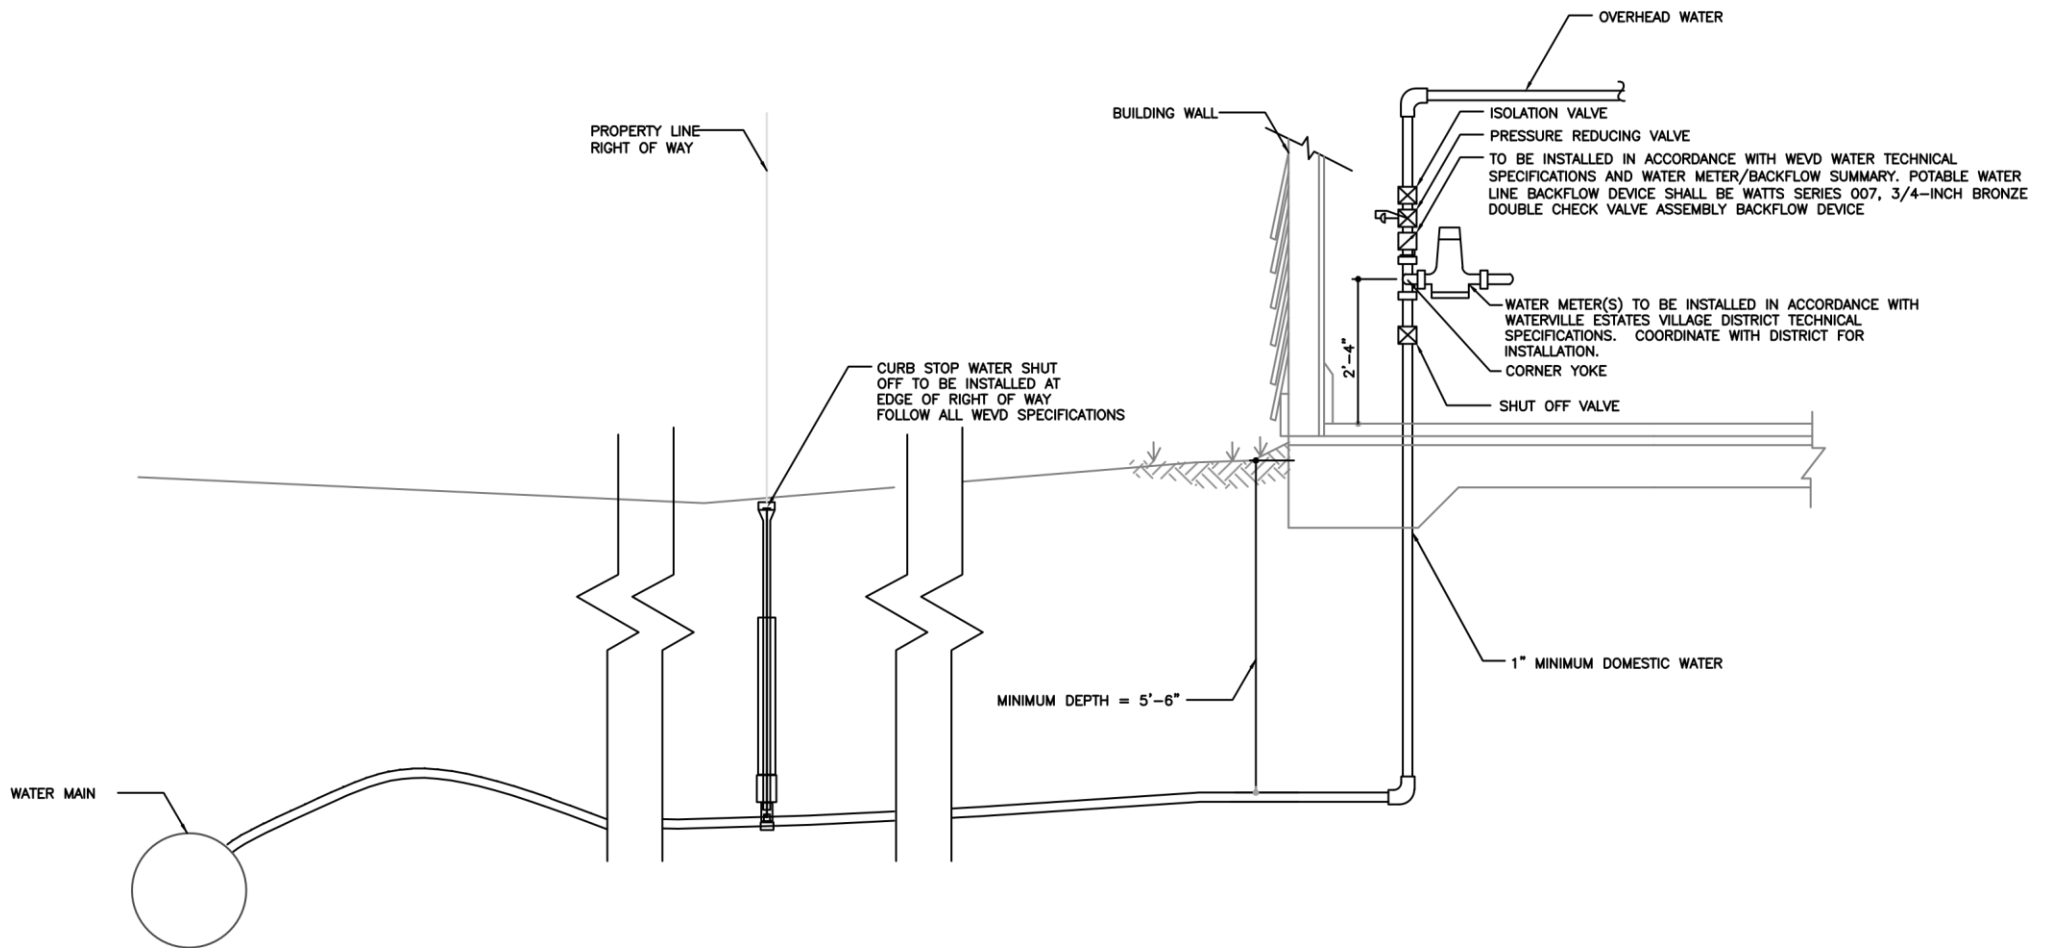 OVERHEAD WATER
PROPERTY LINE
RIGHT OF WAY
BUILDING WALL
ISOLATION VALVE
PRESSURE REDUCING VALVE
TO BE INSTALLED IN ACCORDANCE WITH WEVD WATER TECHNICAL
SPECIFICATIONS AND WATER METER/BACKFLOW SUMMARY. POTABLE WATER
LINE BACKFLOW DEVICE SHALL BE WATTS SERIES 007, 3/4-INCH BRONZE
DOUBLE CHECK VALVE ASSEMBLY BACKFLOW DEVICE
WATER METER(S) TO BE INSTALLED IN ACCORDANCE WITH
WATERVILLE ESTATES VILLAGE DISTRICT TECHNICAL
SPECIFICATIONS. COORDINATE WITH DISTRICT FOR
INSTALLATION.
2'-4"
CORNER YOKE
SHUT OFF VALVE
CURB STOP WATER SHUT
OFF TO BE INSTALLED AT
EDGE OF RIGHT OF WAY
FOLLOW ALL WEVD SPECIFICATIONS
1" MINIMUM DOMESTIC WATER
MINIMUM DEPTH = 5'-6"
WATER MAIN